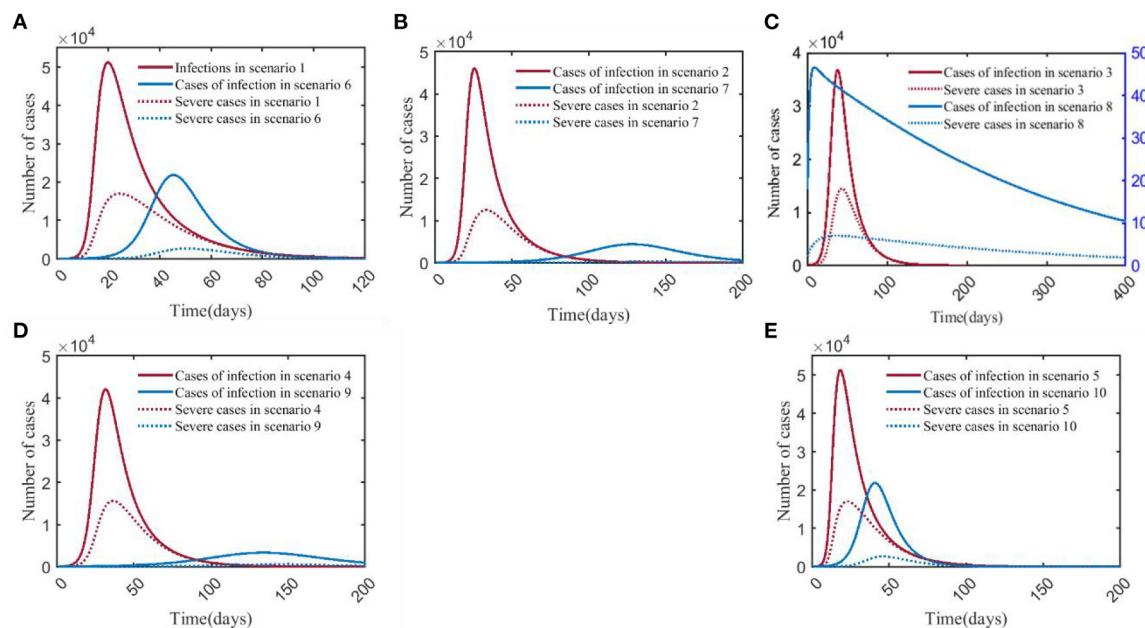 A
×10⁴
5
4
3
2
1
0
Number of cases
Infections in scenario 1
Cases of infection in scenario 6
Severe cases in scenario 1
Severe cases in scenario 6
0 20 40 60 80 100 120
Time(days)
B
×10⁴
5
4
3
2
1
0
Number of cases
Cases of infection in scenario 2
Cases of infection in scenario 7
Severe cases in scenario 2
Severe cases in scenario 7
0 50 100 150 200
Time(days)
C
×10⁴
4
3
2
1
0
Number of cases
Cases of infection in scenario 3
Severe cases in scenario 3
Cases of infection in scenario 8
Severe cases in scenario 8
50
40
30
20
10
0
0 100 200 300 400
Time(days)
D
×10⁴
5
4
3
2
1
0
Number of cases
Cases of infection in scenario 4
Cases of infection in scenario 9
Severe cases in scenario 4
Severe cases in scenario 9
0 50 100 150 200
Time(days)
E
×10⁴
5
4
3
2
1
0
Number of cases
Cases of infection in scenario 5
Cases of infection in scenario 10
Severe cases in scenario 5
Severe cases in scenario 10
0 50 100 150 200
Time(days)